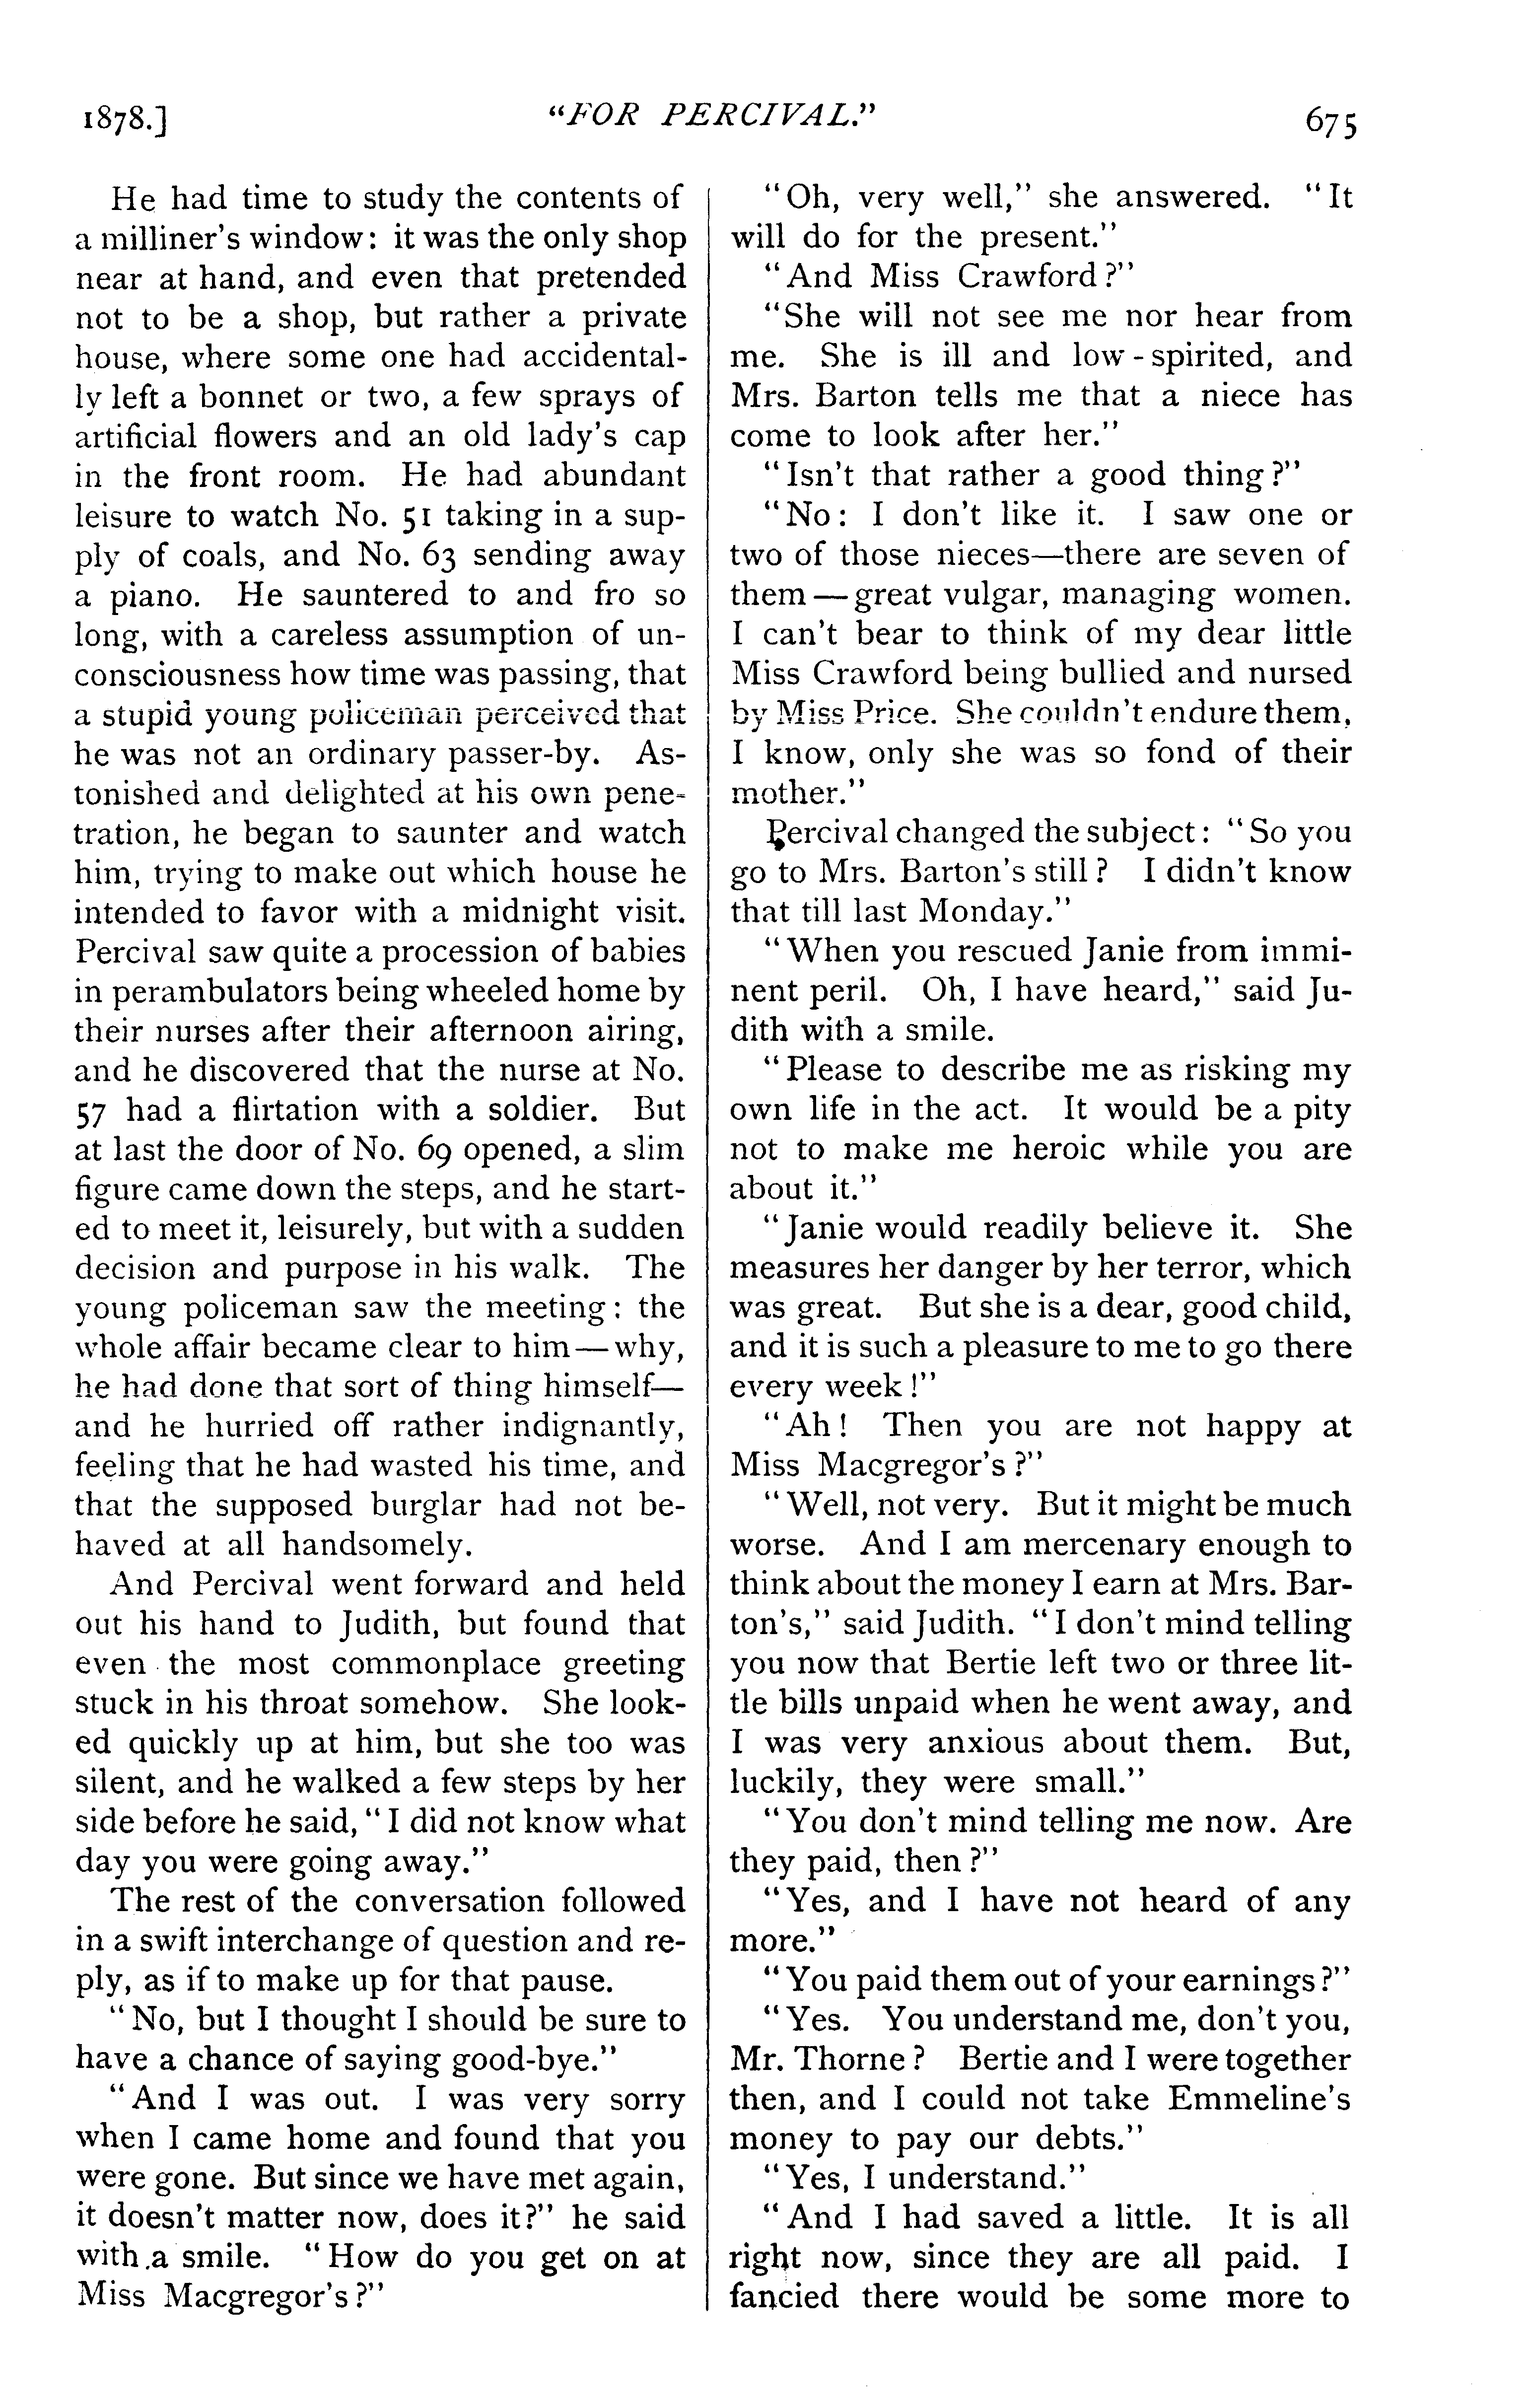 1878.]
"FOR PERCIVAL."
675
He had time to study the contents of
a milliner's window: it was the only shop
near at hand, and even that pretended
not to be a shop, but rather a private
house, where some one had accidental-
ly left a bonnet or two, a few sprays of
artificial flowers and an old lady's cap
in the front room. He had abundant
leisure to watch No. 51 taking in a sup-
ply of coals, and No. 63 sending away
a piano. He sauntered to and fro so
long, with a careless assumption of un-
consciousness how time was passing, that
a stupid young policeman perceived that
he was not an ordinary passer-by. As-
tonished and delighted at his own pene-
tration, he began to saunter and watch
him, trying to make out which house he
intended to favor with a midnight visit.
Percival saw quite a procession of babies
in perambulators being wheeled home by
their nurses after their afternoon airing,
and he discovered that the nurse at No.
57 had a flirtation with a soldier. But
at last the door of No. 69 opened, a slim
figure came down the steps, and he start-
ed to meet it, leisurely, but with a sudden
decision and purpose in his walk. The
young policeman saw the meeting: the
whole affair became clear to him—why,
he had done that sort of thing himself—
and he hurried off rather indignantly,
feeling that he had wasted his time, and
that the supposed burglar had not be-
haved at all handsomely.
And Percival went forward and held
out his hand to Judith, but found that
even the most commonplace greeting
stuck in his throat somehow. She look-
ed quickly up at him, but she too was
silent, and he walked a few steps by her
side before he said, "I did not know what
day you were going away."
The rest of the conversation followed
in a swift interchange of question and re-
ply, as if to make up for that pause.
"No, but I thought I should be sure to
have a chance of saying good-bye."
"And I was out. I was very sorry
when I came home and found that you
were gone. But since we have met again,
it doesn't matter now, does it?" he said
with a smile. "How do you get on at
Miss Macgregor's?"
"Oh, very well," she answered. "It
will do for the present."
"And Miss Crawford?"
"She will not see me nor hear from
me. She is ill and low-spirited, and
Mrs. Barton tells me that a niece has
come to look after her."
"Isn't that rather a good thing?"
"No: I don't like it. I saw one or
two of those nieces—there are seven of
them—great vulgar, managing women.
I can't bear to think of my dear little
Miss Crawford being bullied and nursed
by Miss Price. She couldn't endure them,
I know, only she was so fond of their
mother."
Percival changed the subject: "So you
go to Mrs. Barton's still? I didn't know
that till last Monday."
"When you rescued Janie from immi-
nent peril. Oh, I have heard," said Ju-
dith with a smile.
"Please to describe me as risking my
own life in the act. It would be a pity
not to make me heroic while you are
about it."
"Janie would readily believe it. She
measures her danger by her terror, which
was great. But she is a dear, good child,
and it is such a pleasure to me to go there
every week!"
"Ah! Then you are not happy at
Miss Macgregor's?"
"Well, not very. But it might be much
worse. And I am mercenary enough to
think about the money I earn at Mrs. Bar-
ton's," said Judith. "I don't mind telling
you now that Bertie left two or three lit-
tle bills unpaid when he went away, and
I was very anxious about them. But,
luckily, they were small."
"You don't mind telling me now. Are
they paid, then?"
"Yes, and I have not heard of any
more."
"You paid them out of your earnings?"
"Yes. You understand me, don't you,
Mr. Thorne? Bertie and I were together
then, and I could not take Emmeline's
money to pay our debts."
"Yes, I understand."
"And I had saved a little. It is all
right now, since they are all paid. I
fancied there would be some more to